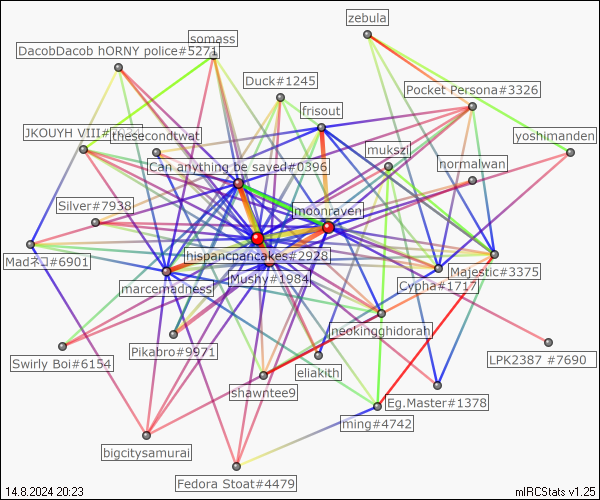 zebula
somass
DacobDacob hORNY police#5271
Duck#1245
Pocket Persona#3326
frisout
JKOUYH VIII#
thesecondtwat
yoshimanden
mukszi
normalwan
Can anything be saved#0396
Silver#7938
moonraven
hispancpancakes#2928
Madネコ#6901
Majestic#3375
Mushy#1984
Cypha#1717
marcemadness
neokingghidorah
Pikabro#9971
Swirly Boi#6154
eliakith
LPK2387 #7690
shawntee9
Eg.Master#1378
ming#4742
bigcitysamurai
Fedora Stoat#4479
14.8.2024 20:23
mIRCStats v1.25